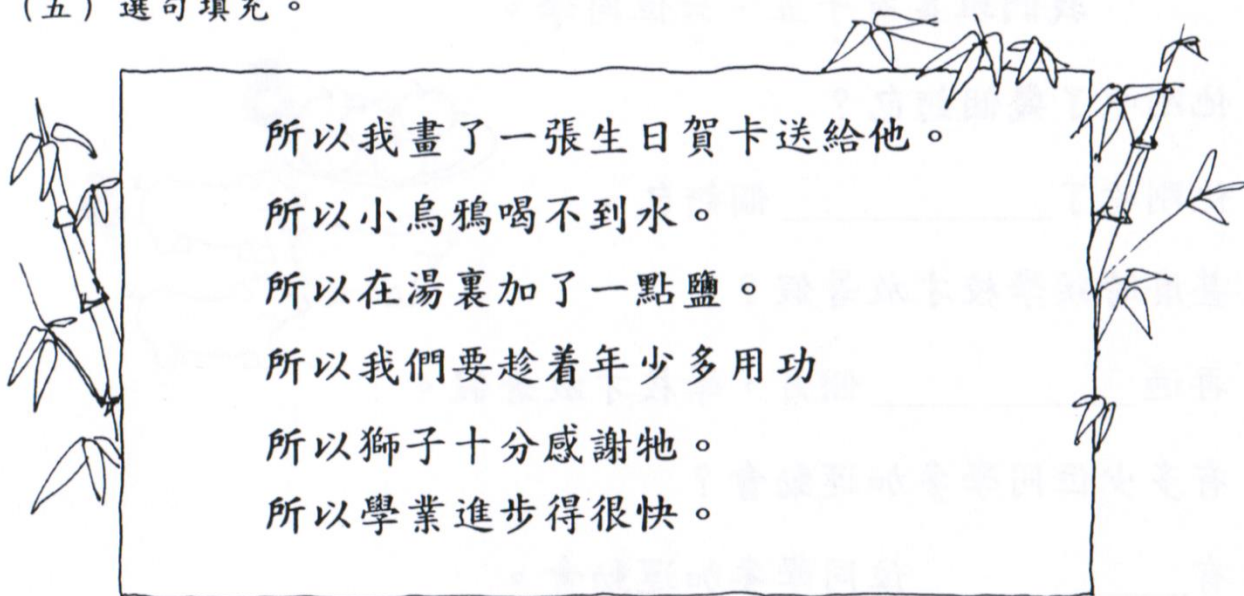 (五) 選句填充。
所以我畫了一張生日賀卡送給他。
所以小烏鴉喝不到水。
所以在湯裏加了一點鹽。
所以我們要趁着年少多用功
所以獅子十分感謝牠。
所以學業進步得很快。